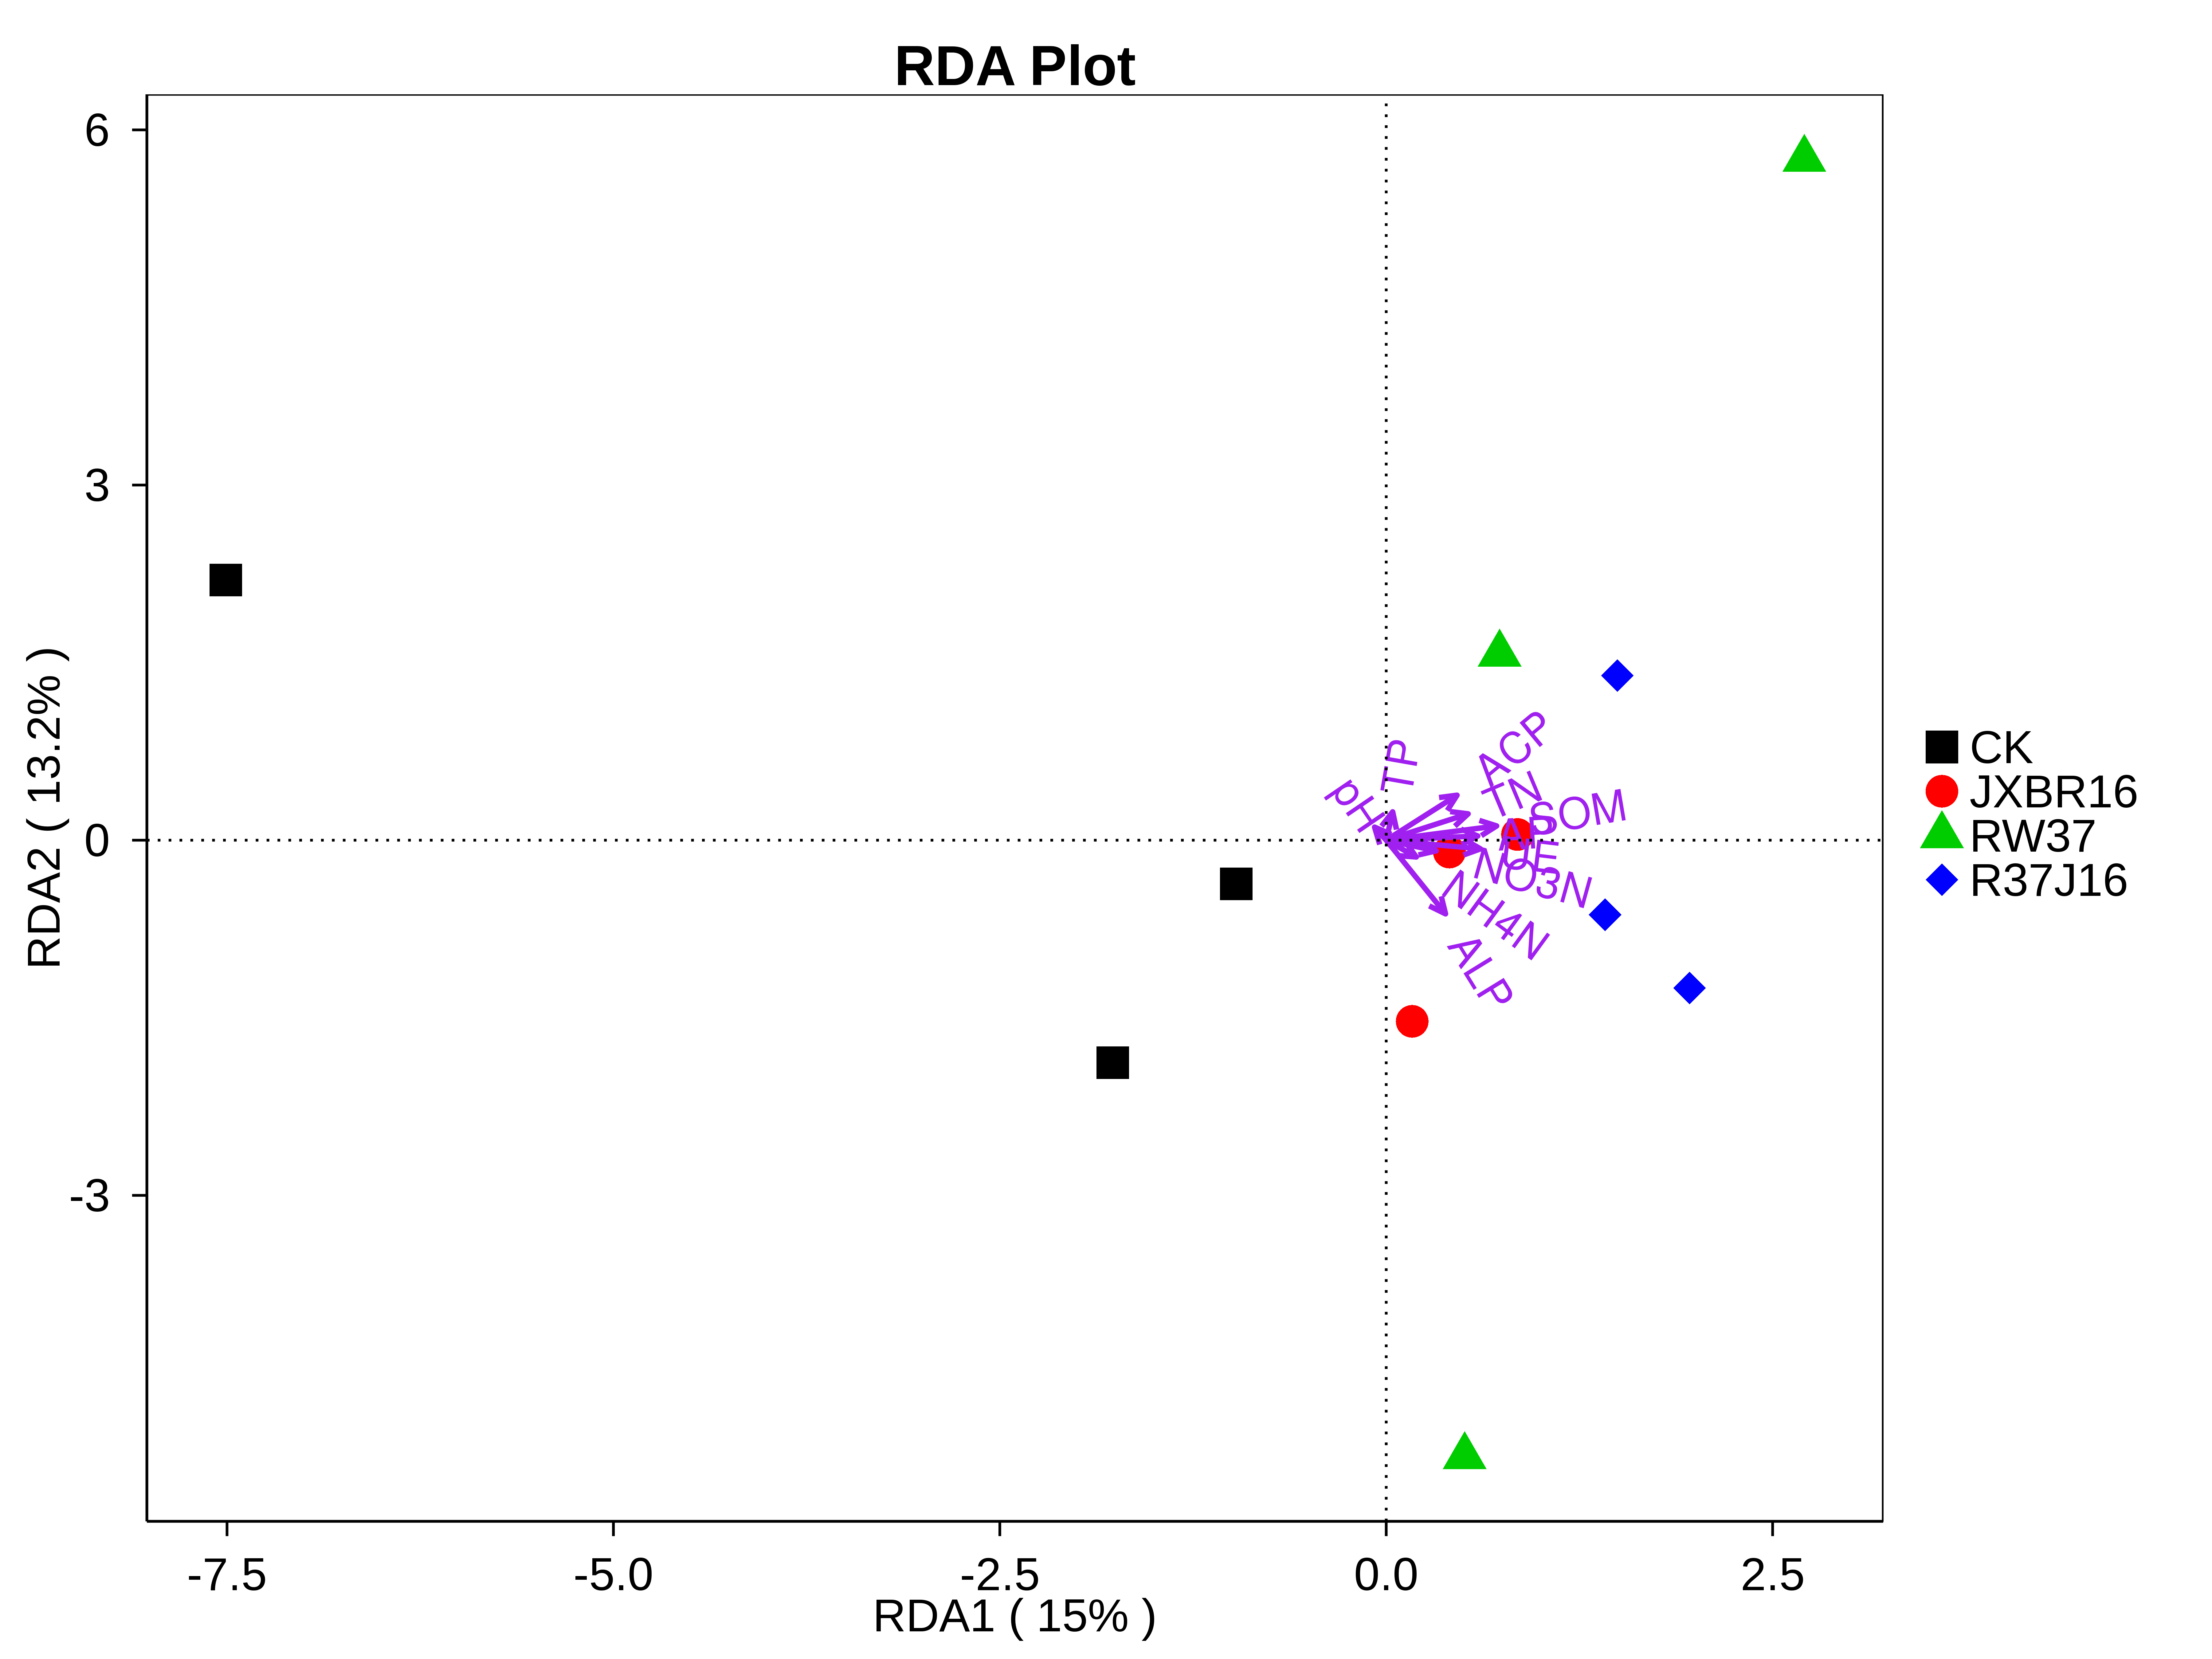 RDA Plot
6
3
0
-3
RDA2 ( 13.2% )
-7.5
-5.0
-2.5
0.0
2.5
RDA1 ( 15% )
CK
JXBR16
RW37
R37J16
PH
TP
ACP
SOM
NO3N
NH4N
ALP